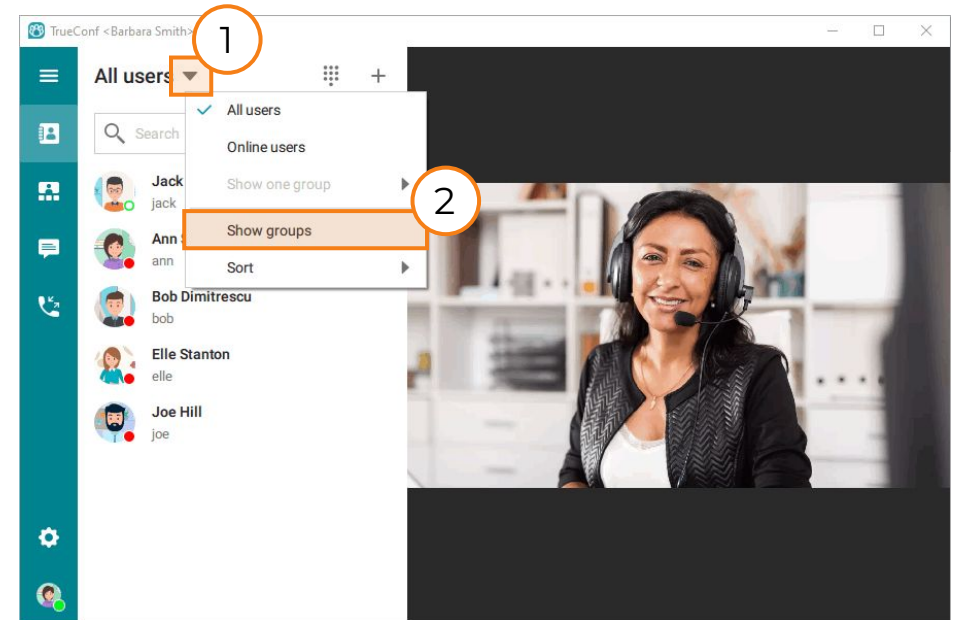 TrueConf <Barbara Smith>
1
All users
Search
All users
Online users
Show one group
2
Show groups
Sort
Jack
jack
Ann
ann
Bob Dimitrescu
bob
Elle Stanton
elle
Joe Hill
joe